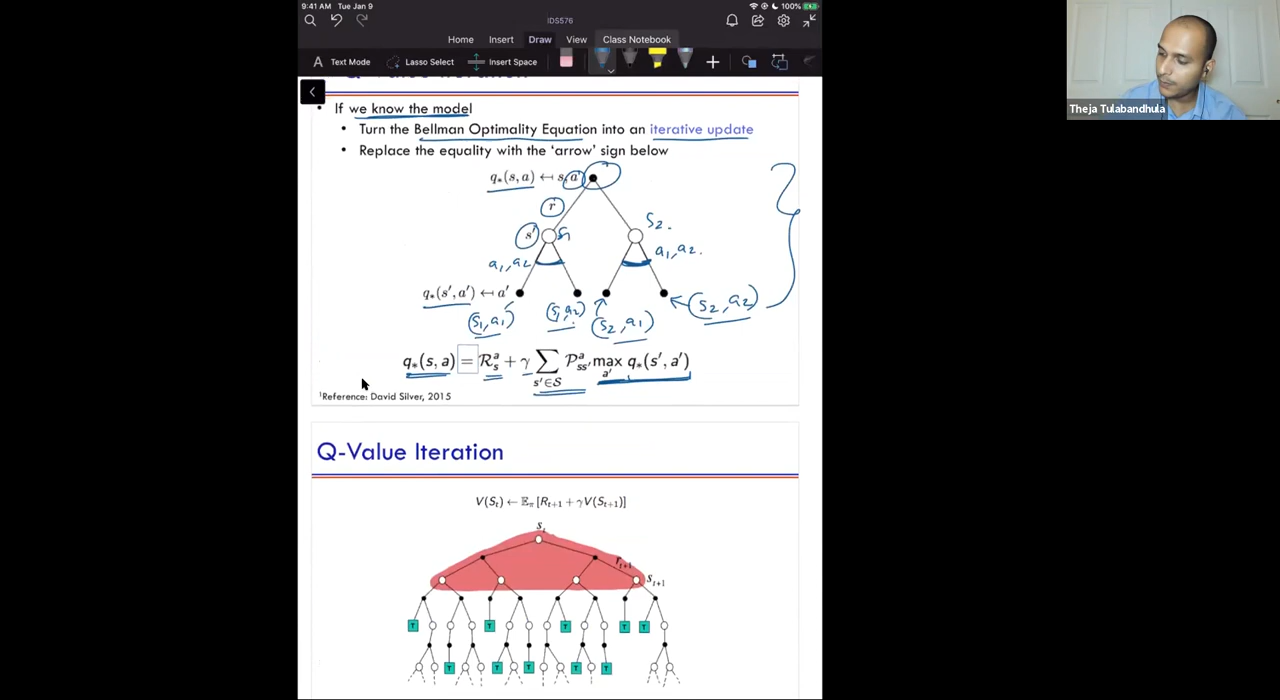 9:41 AM Tue Jan 9
100%
IDS576
Home Insert Draw View Class Notebook
Text Mode Lasso Select Insert Space
Theja Tulabandhula
• If we know the model
• Turn the Bellman Optimality Equation into an iterative update
• Replace the equality with the ‘arrow’ sign below
q*(s, a) ↤ s, a
r
s' S1
S2.
a1, a2
a1, a2.
q*(s', a') ↤ a'
(S1, a1)
(S1, a2)
(S2, a1)
(S2, a2)
q*(s, a) = R^a_s + γ ∑_{s'∈S} P^a_{ss'} max_{a'} q*(s', a')
¹Reference: David Silver, 2015
Q-Value Iteration
V(S_t) ← 𝔼_π [R_{t+1} + γV(S_{t+1})]
s_t
r_{t+1}
s_{t+1}
T T T T T
T T T T T